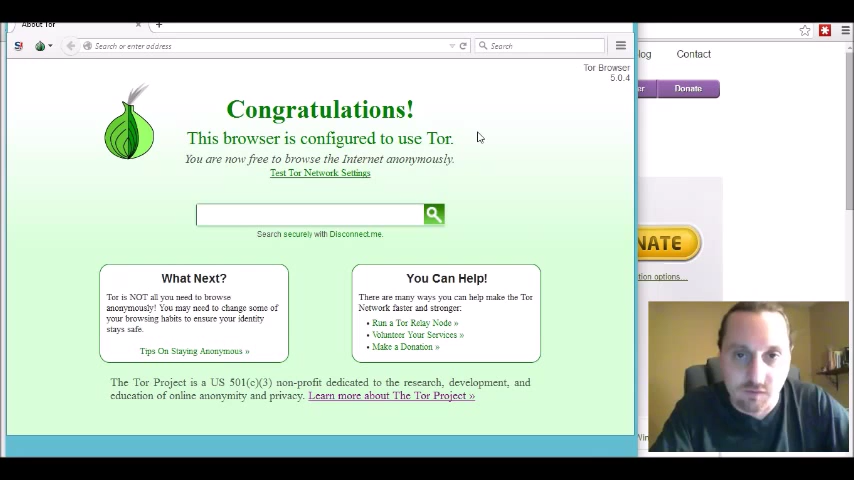 About Tor
Search or enter address
Search
Contact
Donate
Tor Browser
5.0.4
Congratulations!
This browser is configured to use Tor.
You are now free to browse the Internet anonymously.
Test Tor Network Settings
Search securely with Disconnect.me.
What Next?
Tor is NOT all you need to browse
anonymously! You may need to change some of
your browsing habits to ensure your identity
stays safe.
Tips On Staying Anonymous »
You Can Help!
There are many ways you can help make the Tor
Network faster and stronger:
• Run a Tor Relay Node »
• Volunteer Your Services »
• Make a Donation »
The Tor Project is a US 501(c)(3) non-profit dedicated to the research, development, and
education of online anonymity and privacy. Learn more about The Tor Project »
NATE
tion options...